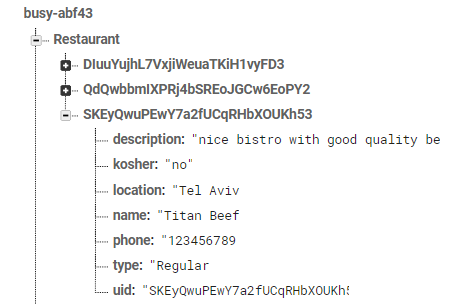 busy-abf43
Restaurant
DIuuYujhL7VxjiWeuaTKiH1vyFD3
QdQwbbmIXPRj4bSREoJGCw6EoPY2
SKEyQwuPEwY7a2fUCqRHbXOUKh53
description: "nice bistro with good quality be
kosher: "no"
location: "Tel Aviv
name: "Titan Beef
phone: "123456789
type: "Regular
uid: "SKEyQwuPEwY7a2fUCqRHbXOUKh5